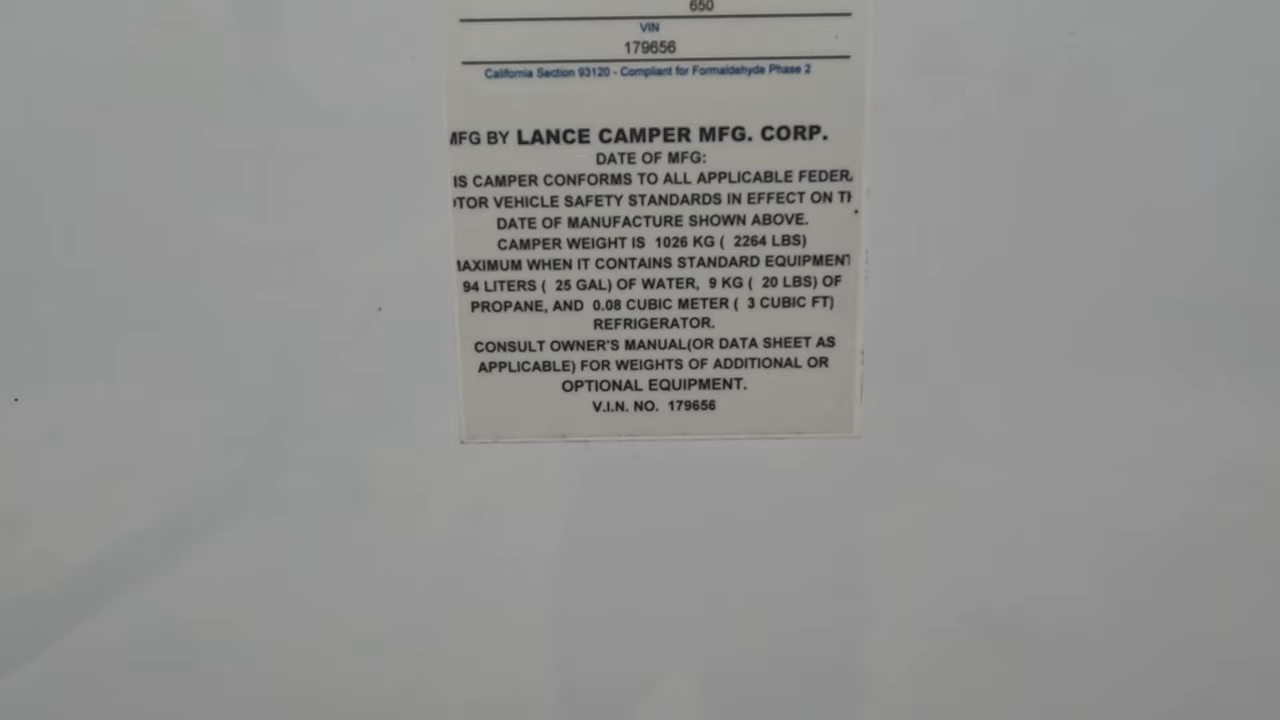 650
VIN
179656
California Section 93120 - Compliant for Formaldehyde Phase 2
MFG BY LANCE CAMPER MFG. CORP.
DATE OF MFG:
IS CAMPER CONFORMS TO ALL APPLICABLE FEDERA
TOR VEHICLE SAFETY STANDARDS IN EFFECT ON TH
DATE OF MANUFACTURE SHOWN ABOVE.
CAMPER WEIGHT IS 1026 KG ( 2264 LBS)
MAXIMUM WHEN IT CONTAINS STANDARD EQUIPMENT
94 LITERS ( 25 GAL) OF WATER, 9 KG ( 20 LBS) OF
PROPANE, AND 0.08 CUBIC METER ( 3 CUBIC FT)
REFRIGERATOR.
CONSULT OWNER'S MANUAL(OR DATA SHEET AS
APPLICABLE) FOR WEIGHTS OF ADDITIONAL OR
OPTIONAL EQUIPMENT.
V.I.N. NO. 179656